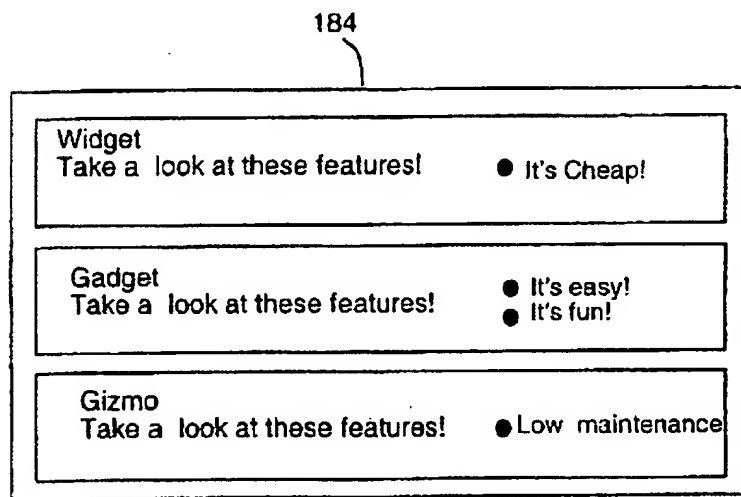 184
Widget
Take a look at these features!
● It's Cheap!
Gadget
Take a look at these features!
● It's easy!
● It's fun!
Gizmo
Take a look at these features!
● Low maintenance